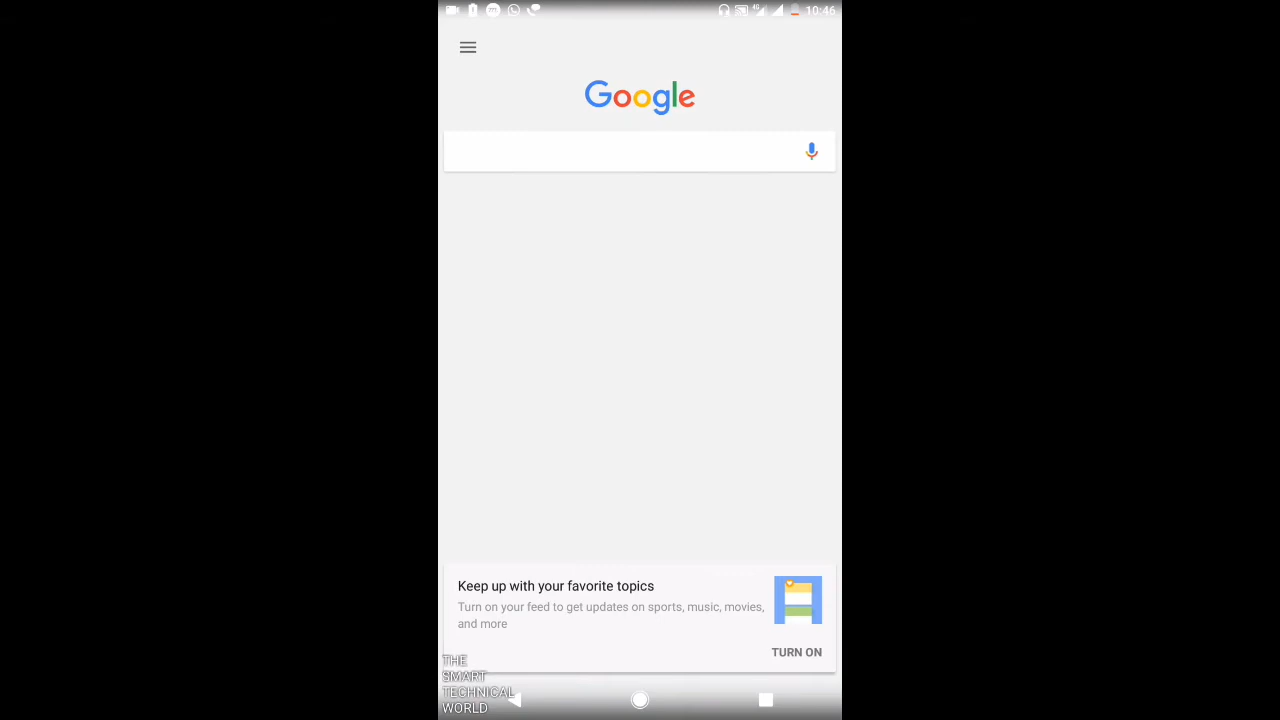 4G 10:46
Google
Keep up with your favorite topics
Turn on your feed to get updates on sports, music, movies,
and more
TURN ON
THE
SMART
TECHNICAL
WORLD